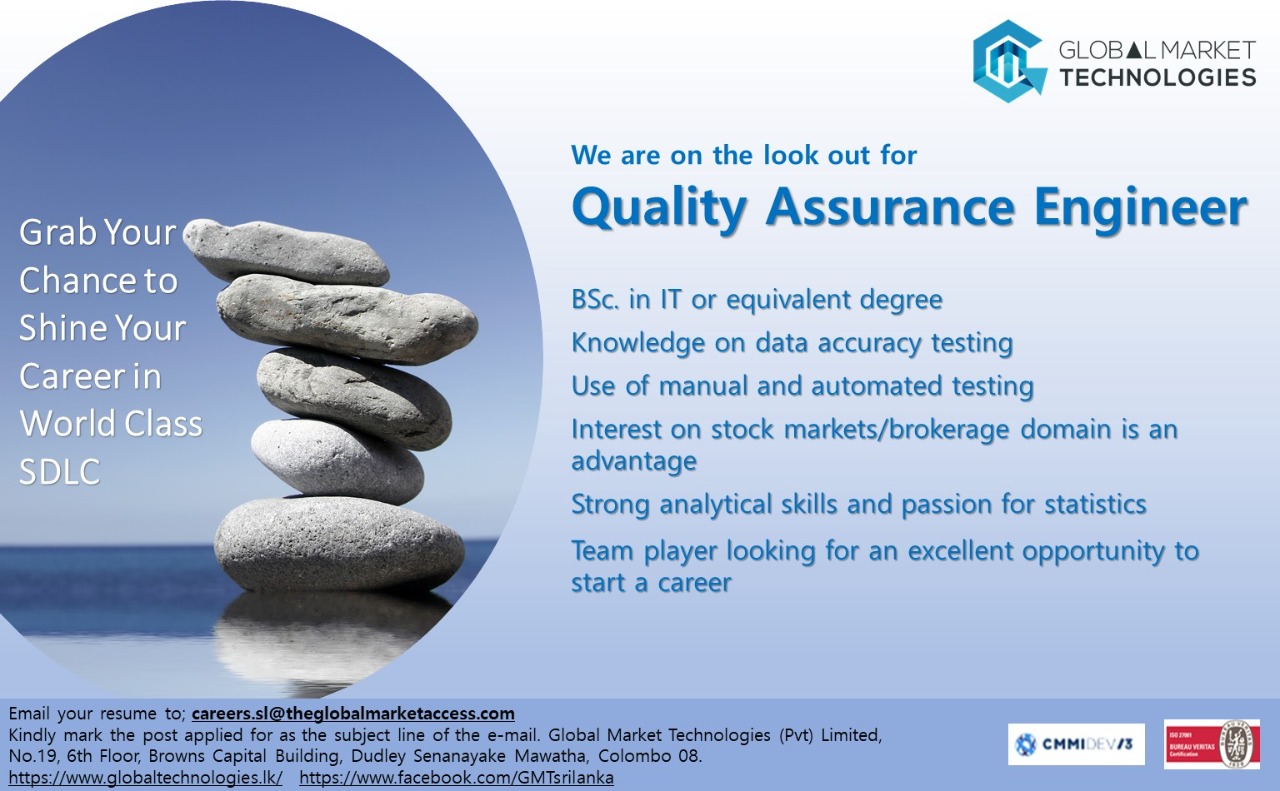 GLOBAL MARKET
TECHNOLOGIES
We are on the look out for
Quality Assurance Engineer
Grab Your
Chance to
Shine Your
Career in
World Class
SDLC
BSc. in IT or equivalent degree
Knowledge on data accuracy testing
Use of manual and automated testing
Interest on stock markets/brokerage domain is an
advantage
Strong analytical skills and passion for statistics
Team player looking for an excellent opportunity to
start a career
Email your resume to; careers.sl@theglobalmarketaccess.com
Kindly mark the post applied for as the subject line of the e-mail. Global Market Technologies (Pvt) Limited,
No.19, 6th Floor, Browns Capital Building, Dudley Senanayake Mawatha, Colombo 08.
https://www.globaltechnologies.lk/ https://www.facebook.com/GMTsrilanka
CMMIDEV/3
ISO 27001
BUREAU VERITAS
Certification